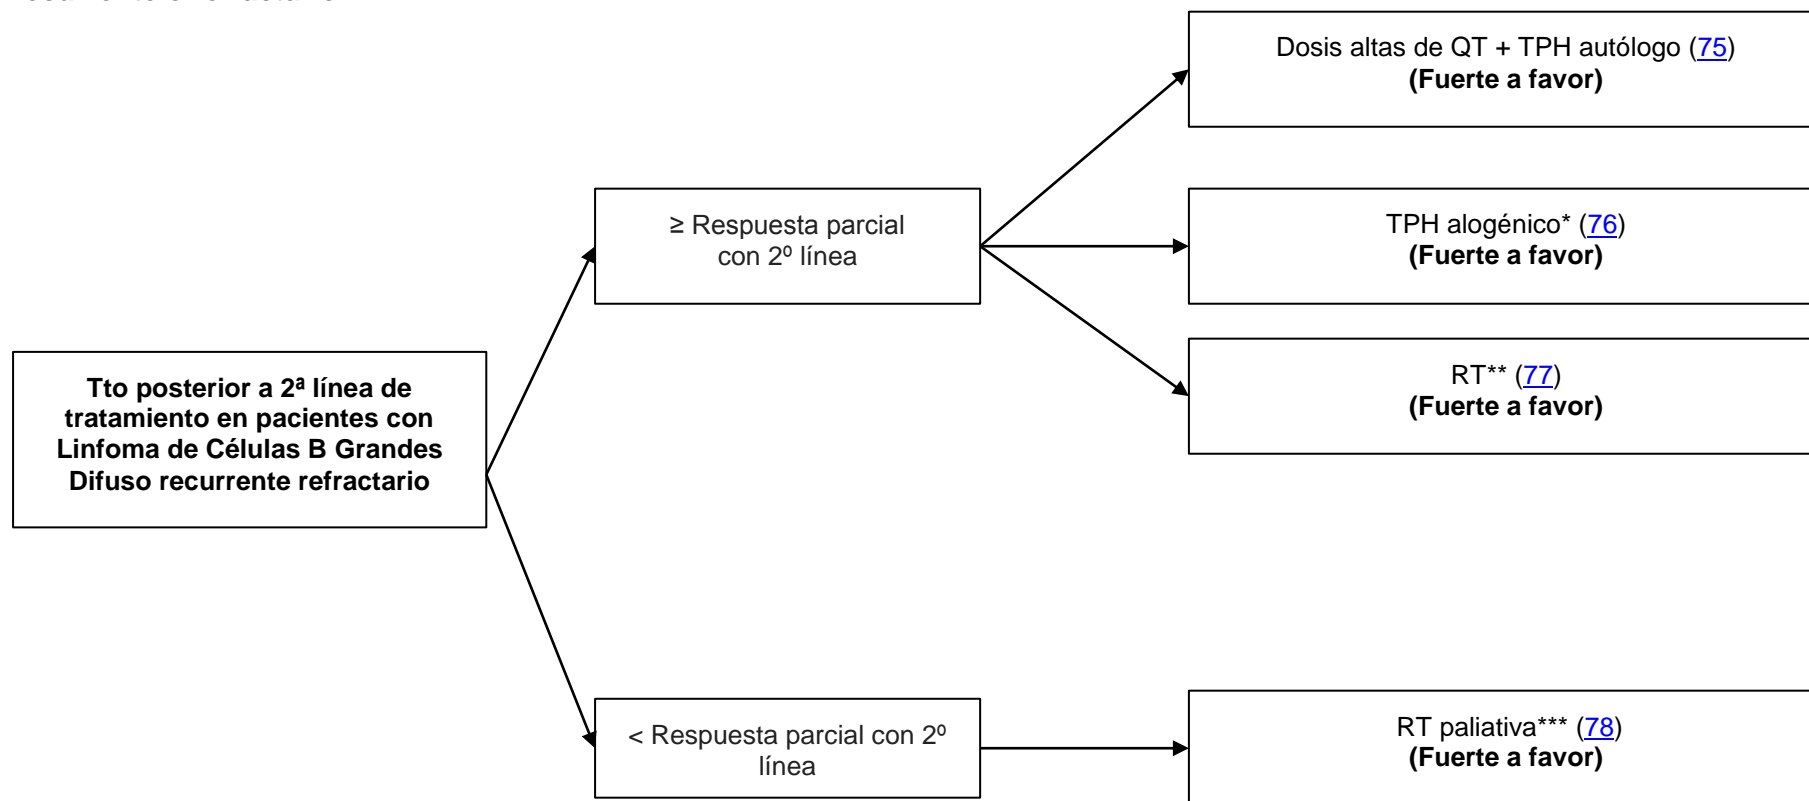 Dosis altas de QT + TPH autólogo (75)
(Fuerte a favor)
≥ Respuesta parcial
con 2º línea
TPH alogénico* (76)
(Fuerte a favor)
RT** (77)
(Fuerte a favor)
Tto posterior a 2ª línea de
tratamiento en pacientes con
Linfoma de Células B Grandes
Difuso recurrente refractario
< Respuesta parcial con 2º
línea
RT paliativa*** (78)
(Fuerte a favor)